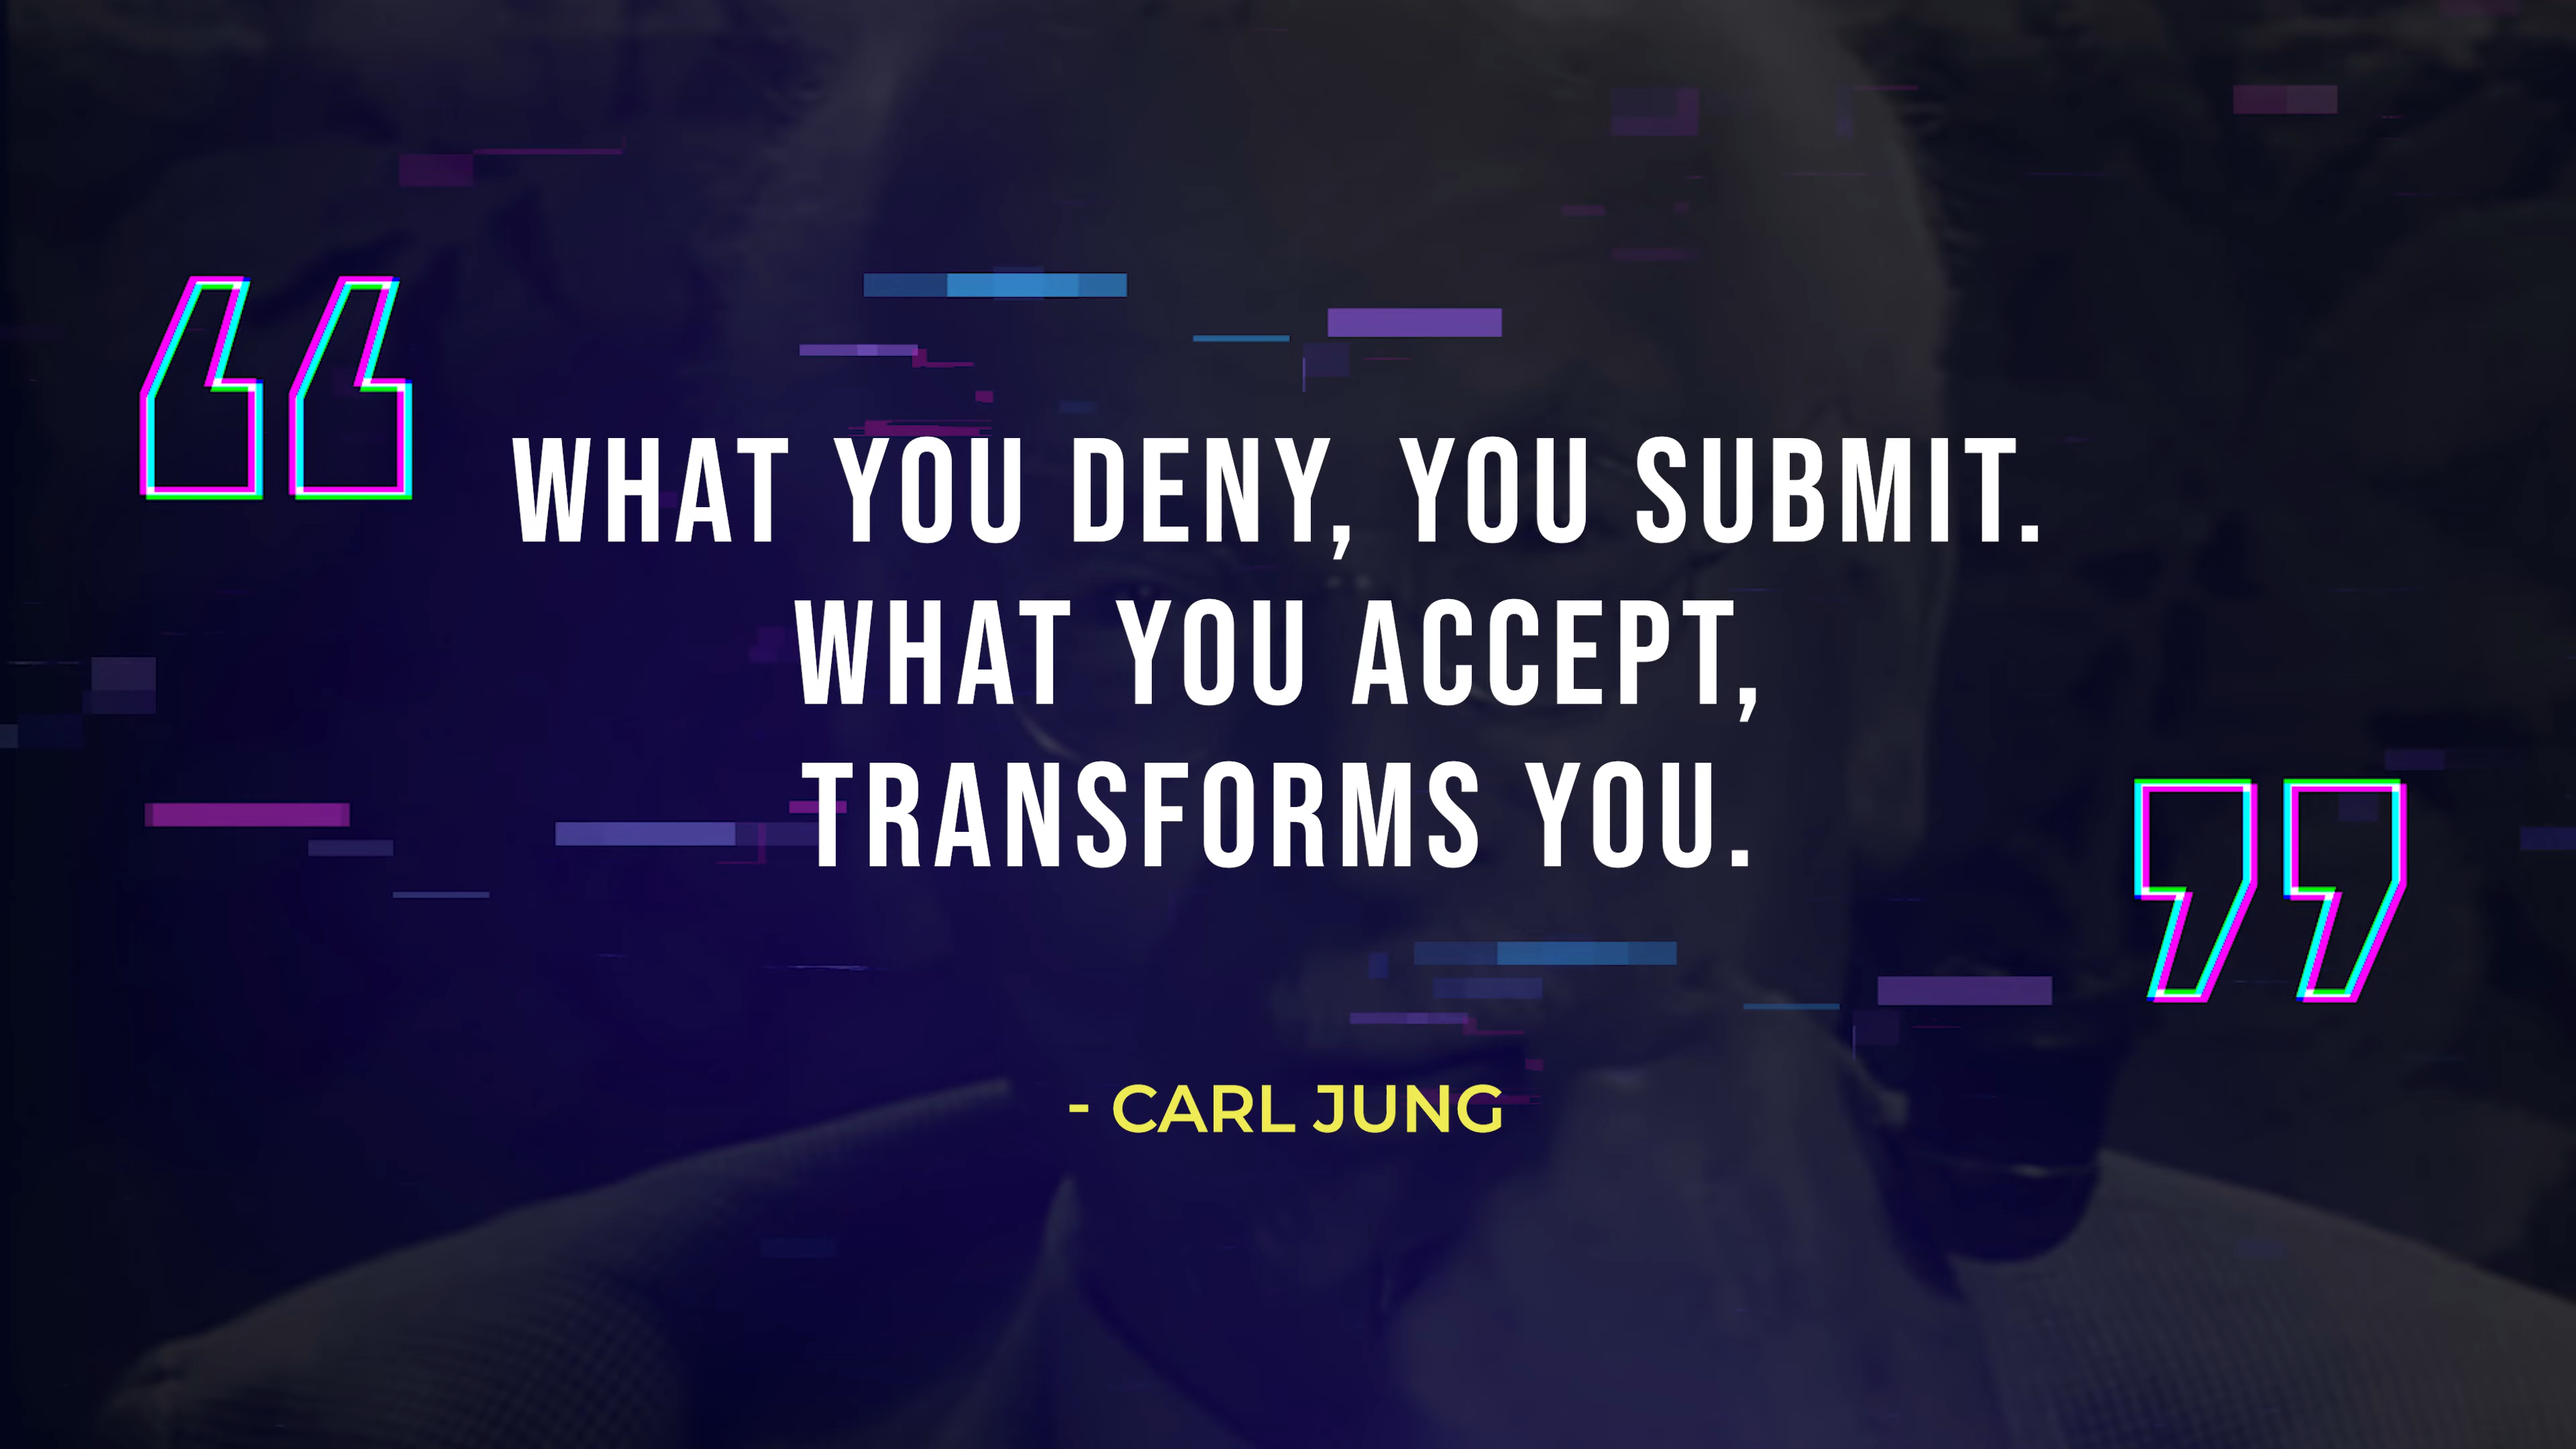 “
WHAT YOU DENY, YOU SUBMIT.
WHAT YOU ACCEPT,
TRANSFORMS YOU.
”
- CARL JUNG